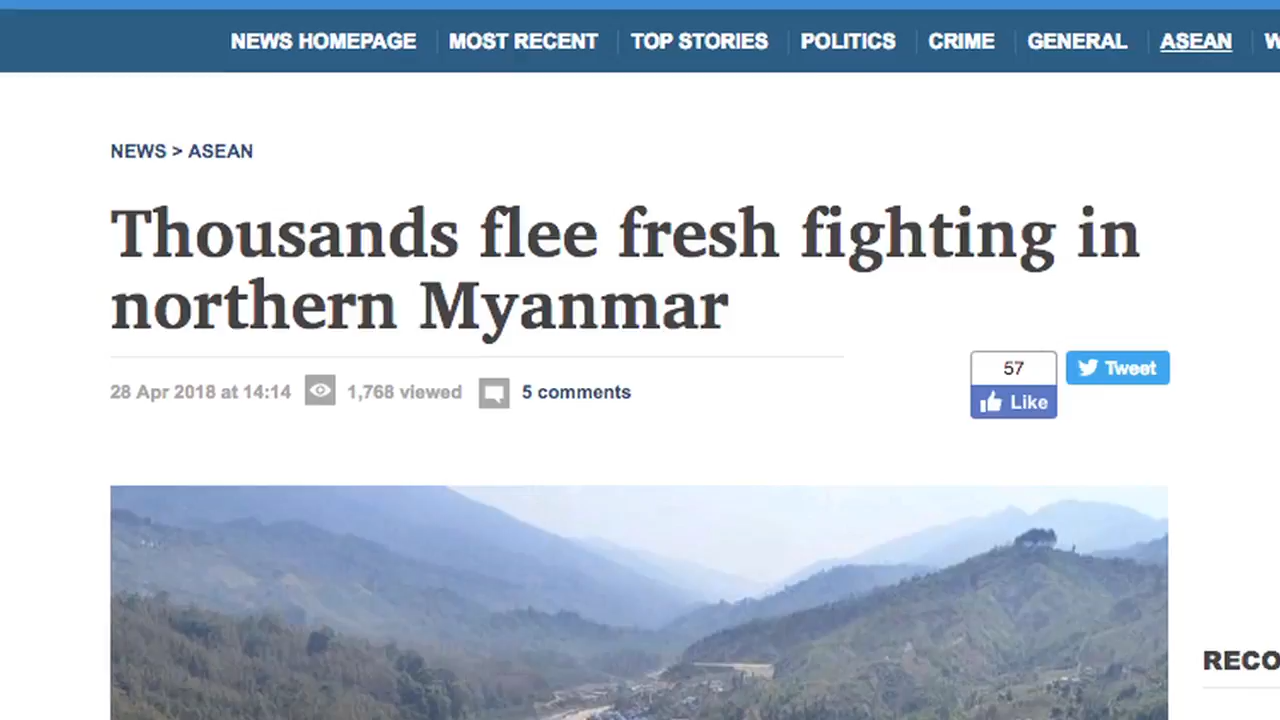 NEWS HOMEPAGE MOST RECENT TOP STORIES POLITICS CRIME GENERAL ASEAN
NEWS > ASEAN
Thousands flee fresh fighting in
northern Myanmar
28 Apr 2018 at 14:14 1,768 viewed 5 comments
57
Like
Tweet
RECO